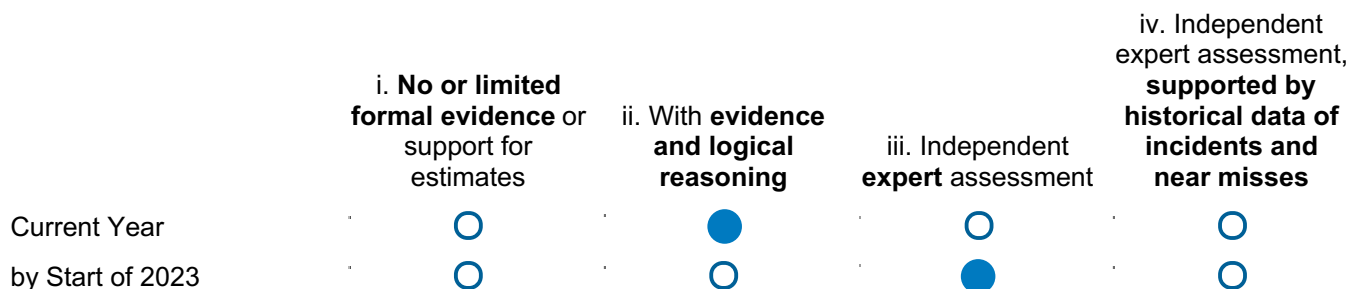 i. No or limited
formal evidence or
support for
estimates
ii. With evidence
and logical
reasoning
iii. Independent
expert assessment
iv. Independent
expert assessment,
supported by
historical data of
incidents and
near misses
Current Year
by Start of 2023